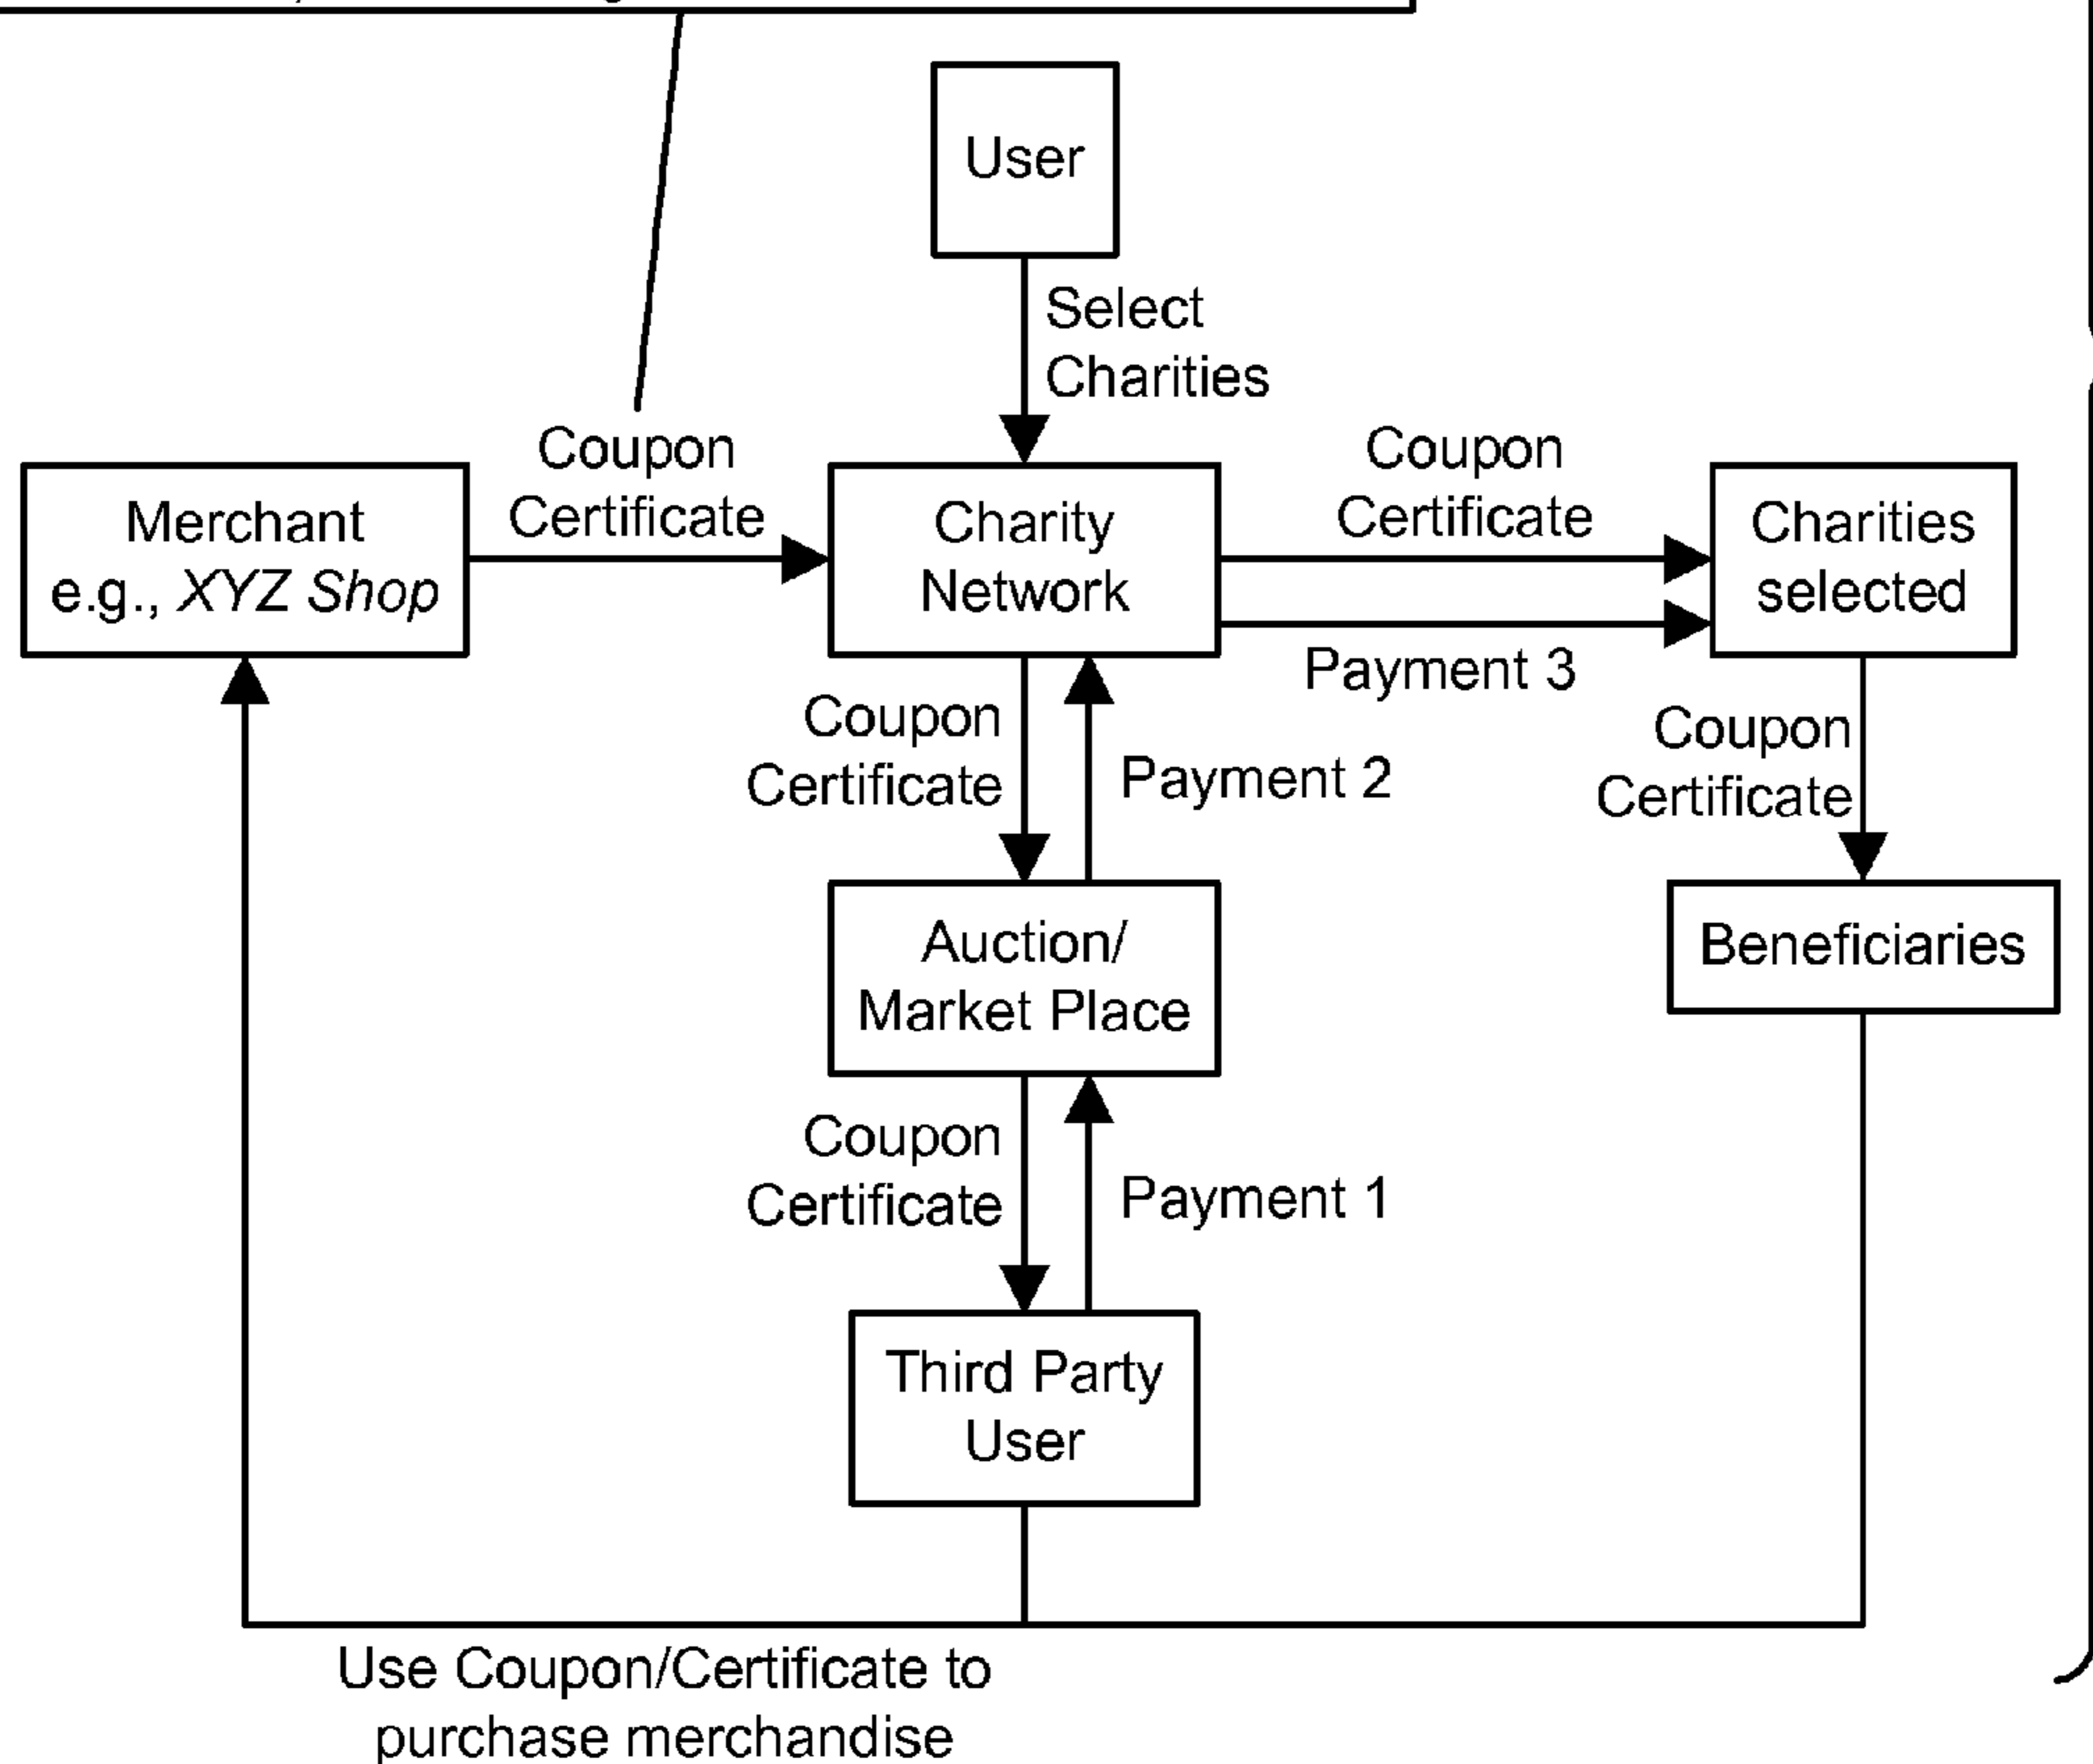 User
Select
Charities
Coupon
Certificate
Coupon
Certificate
Merchant
e.g., XYZ Shop
Charity
Network
Charities
selected
Payment 3
Coupon
Certificate
Payment 2
Coupon
Certificate
Auction/
Market Place
Beneficiaries
Coupon
Certificate
Payment 1
Third Party
User
Use Coupon/Certificate to
purchase merchandise